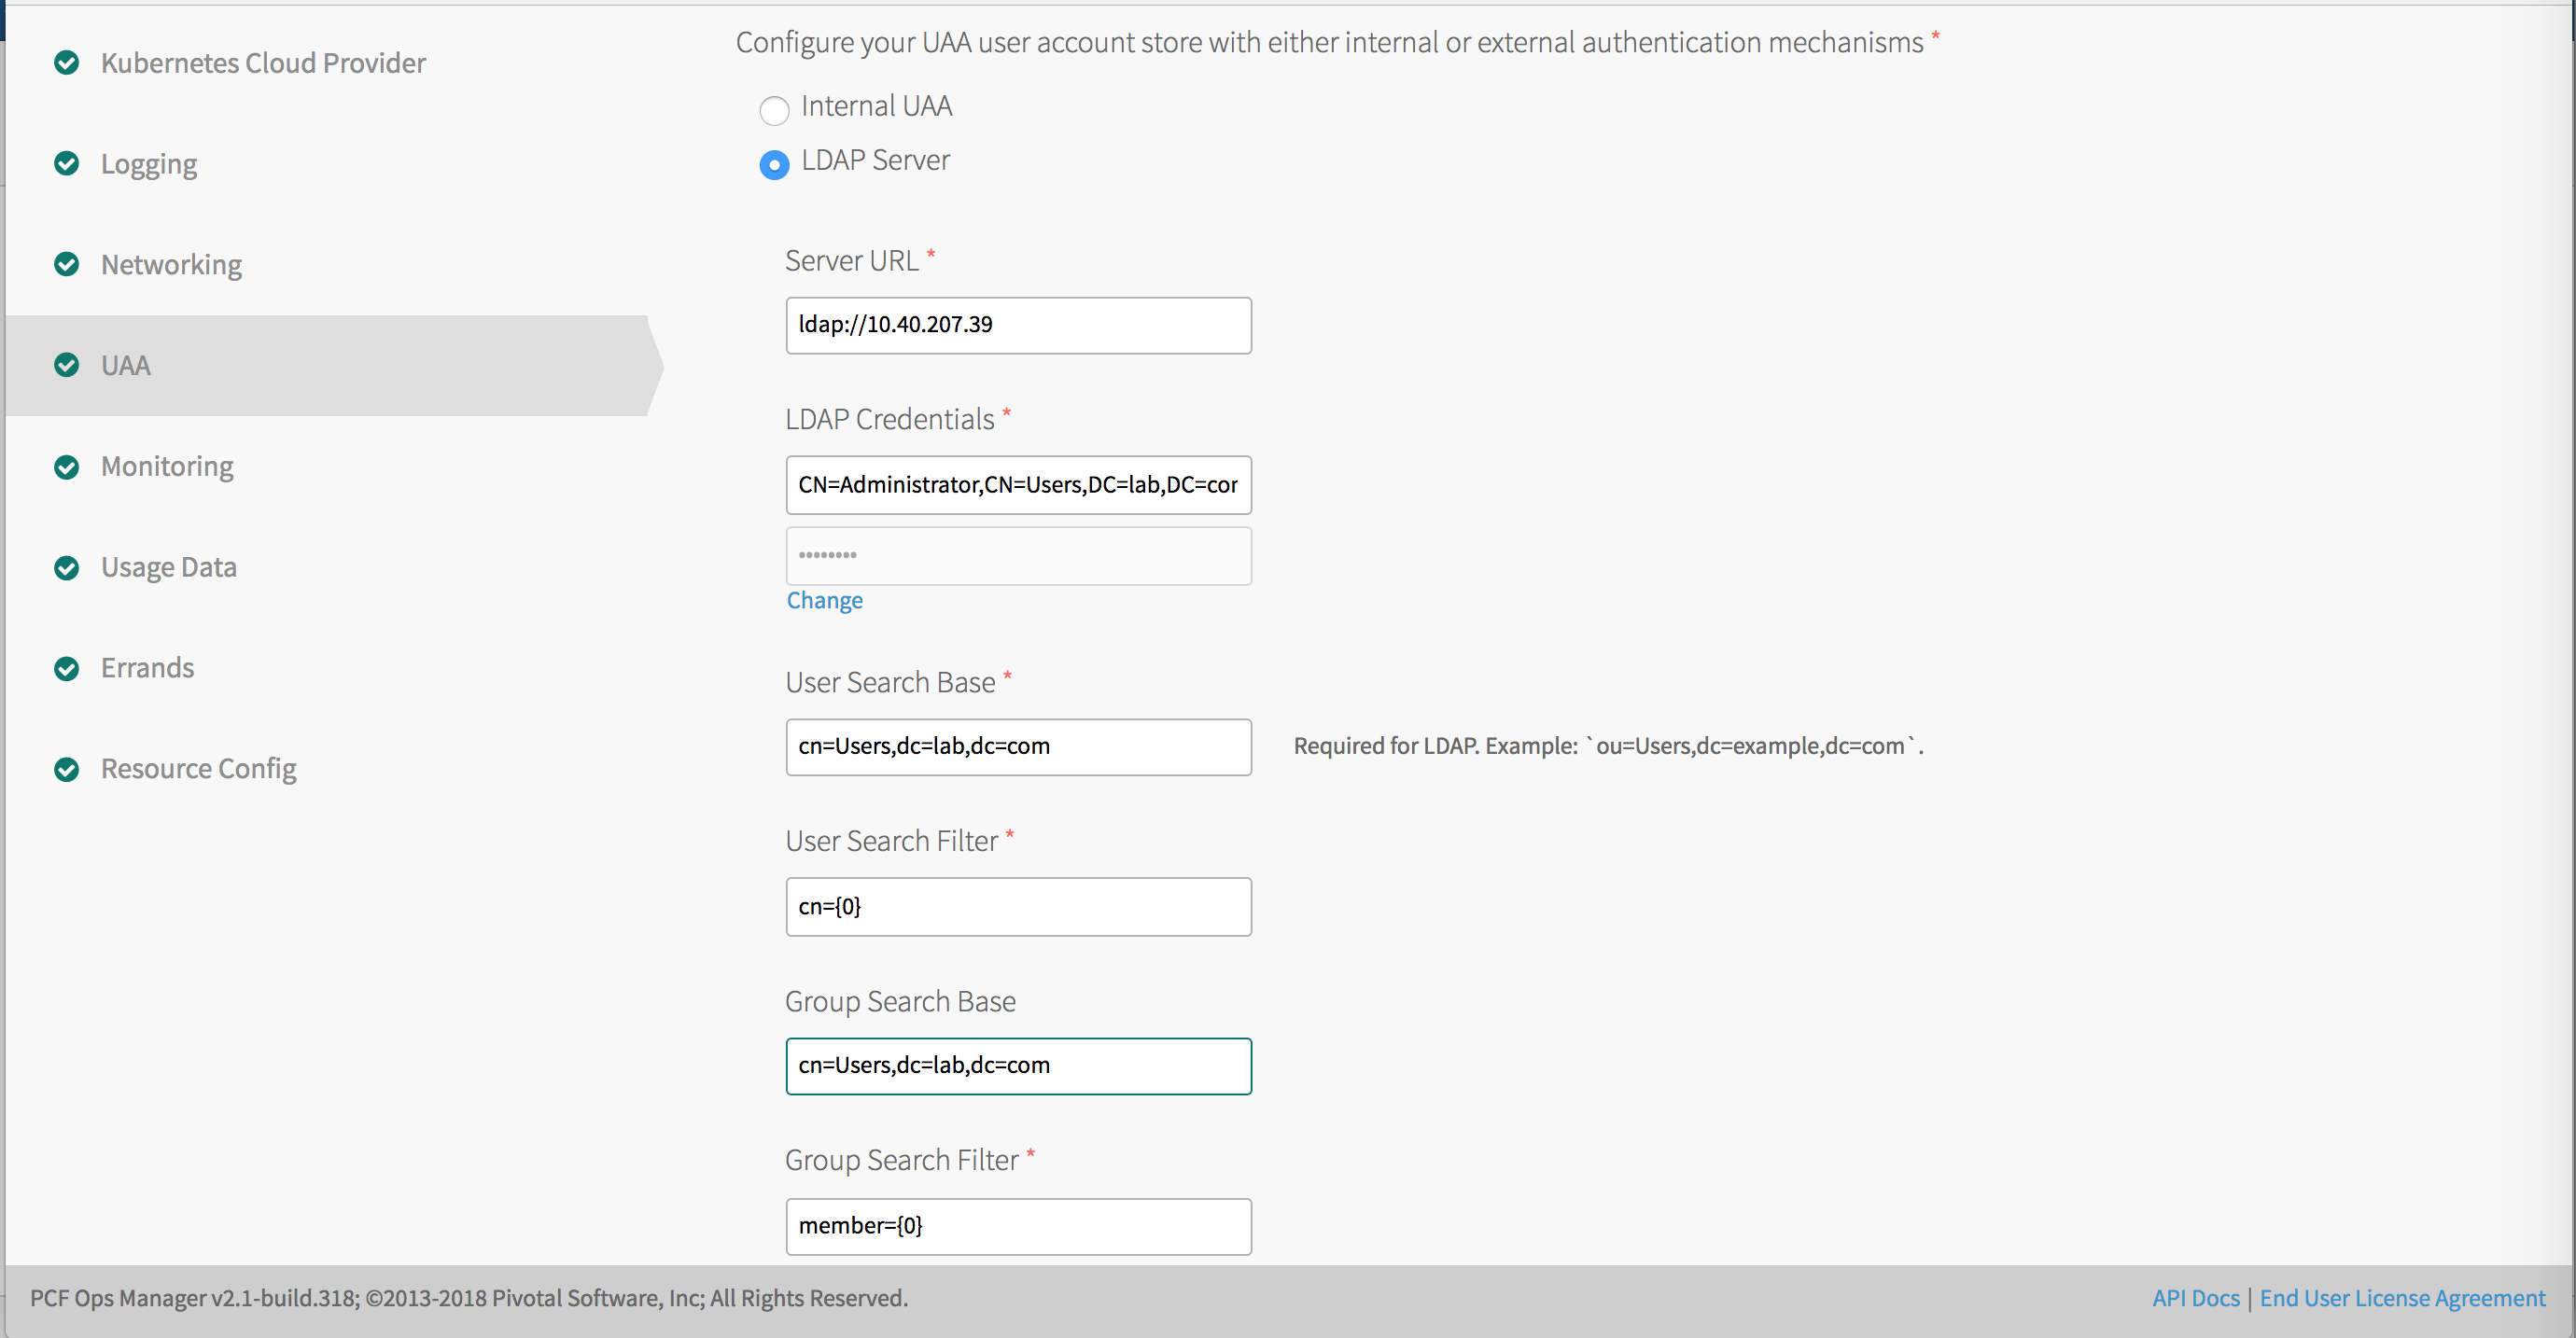 Kubernetes Cloud Provider
Logging
Networking
UAA
Monitoring
Usage Data
Errands
Resource Config
Configure your UAA user account store with either internal or external authentication mechanisms *
Internal UAA
LDAP Server
Server URL *
ldap://10.40.207.39
LDAP Credentials *
CN=Administrator,CN=Users,DC=lab,DC=cor
••••••••
Change
User Search Base *
cn=Users,dc=lab,dc=com
Required for LDAP. Example: `ou=Users,dc=example,dc=com`.
User Search Filter *
cn={0}
Group Search Base
cn=Users,dc=lab,dc=com
Group Search Filter *
member={0}
PCF Ops Manager v2.1-build.318; ©2013-2018 Pivotal Software, Inc; All Rights Reserved.
API Docs | End User License Agreement